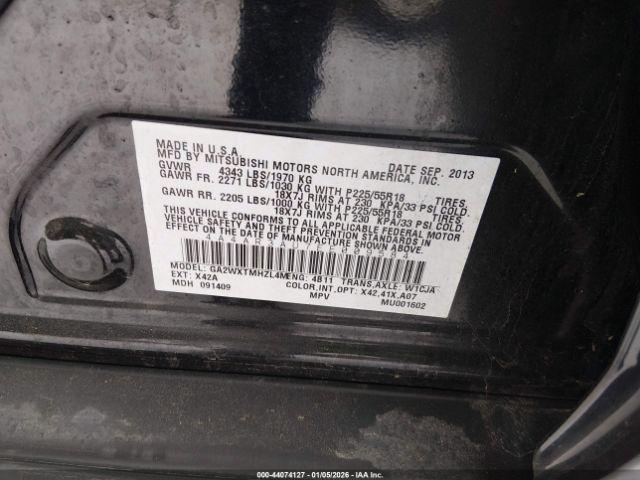 MADE IN U.S.A. DATE SEP. 2013
MFD BY MITSUBISHI MOTORS NORTH AMERICA, INC.
GVWR 4343 LBS/1970 KG
GAWR FR. 2271 LBS/1030 KG WITH P225/55R18 TIRES,
18X7J RIMS AT 230 KPA/33 PSI COLD.
GAWR RR. 2205 LBS/1000 KG WITH P225/55R18 TIRES,
18X7J RIMS AT 230 KPA/33 PSI COLD.
THIS VEHICLE CONFORMS TO ALL APPLICABLE FEDERAL MOTOR
VEHICLE SAFETY, BUMPER, AND THEFT PREVENTION STANDARDS
IN EFFECT ON THE DATE OF MANUFACTURE SHOWN ABOVE.
MODEL: GA2WXTMHZL4M ENG: 4B11 TRANS,AXLE: W1CJA
EXT: X42A COLOR,INT,OPT: X42,41X,A07
MDH 091409 MPV MU001602
000-44074127 - 01/05/2026 - IAA Holdings, LLC